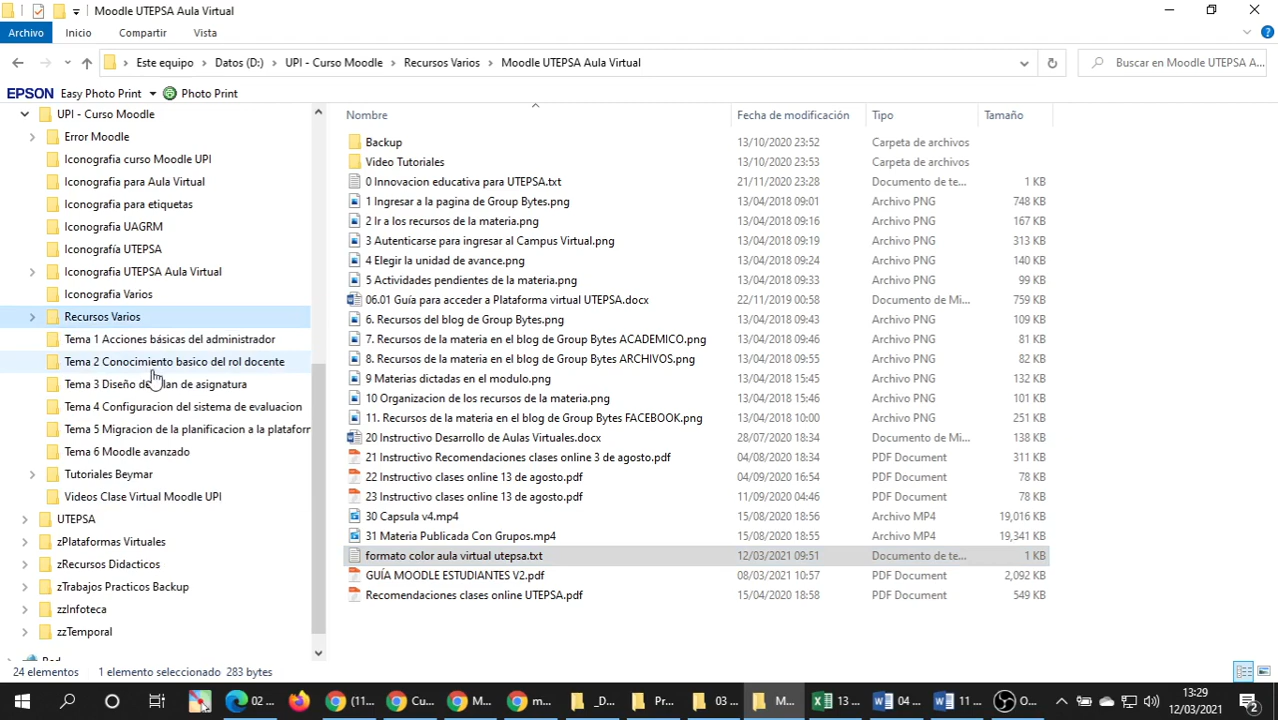 Moodle UTEPSA Aula Virtual
Archivo Inicio Compartir Vista
Este equipo Datos (D:) UPI - Curso Moodle Recursos Varios Moodle UTEPSA Aula Virtual
Buscar en Moodle UTEPSA A...
EPSON Easy Photo Print Photo Print
UPI - Curso Moodle
Error Moodle
Iconografia curso Moodle UPI
Iconografia para Aula Virtual
Iconografia para etiquetas
Iconografia UAGRM
Iconografía UTEPSA
Iconografia UTEPSA Aula Virtual
Iconografía Varios
Recursos Varios
Tema 1 Acciones básicas del administrador
Tema 2 Conocimiento basico del rol docente
Tema 3 Diseño de plan de asignatura
Tema 4 Configuracion del sistema de evaluacion
Tema 5 Migracion de la planificacion a la plataform
Tema 6 Moodle avanzado
Tutoriales Beymar
Videos Clase Virtual Moodle UPI
UTEPSA
zPlataformas Virtuales
zRecursos Didacticos
zTrabajos Practicos Backup
zzInfoteca
zzTemporal
Nombre Fecha de modificación Tipo Tamaño
Backup 13/10/2020 23:52 Carpeta de archivos
Video Tutoriales 13/10/2020 23:53 Carpeta de archivos
0 Innovacion educativa para UTEPSA.txt 21/11/2020 23:28 Documento de te... 1 KB
1 Ingresar a la pagina de Group Bytes.png 13/04/2018 09:01 Archivo PNG 748 KB
2 Ir a los recursos de la materia.png 13/04/2018 09:16 Archivo PNG 167 KB
3 Autenticarse para ingresar al Campus Virtual.png 13/04/2018 09:19 Archivo PNG 313 KB
4 Elegir la unidad de avance.png 13/04/2018 09:24 Archivo PNG 140 KB
5 Actividades pendientes de la materia.png 13/04/2018 09:33 Archivo PNG 99 KB
06.01 Guía para acceder a Plataforma virtual UTEPSA.docx 22/11/2019 00:58 Documento de Mi... 759 KB
6. Recursos del blog de Group Bytes.png 13/04/2018 09:43 Archivo PNG 109 KB
7. Recursos de la materia en el blog de Group Bytes ACADEMICO.png 13/04/2018 09:44 Archivo PNG 81 KB
8. Recursos de la materia en el blog de Group Bytes ARCHIVOS.png 13/04/2018 09:53 Archivo PNG 82 KB
9 Materias dictadas en el modulo.png 13/04/2018 15:45 Archivo PNG 132 KB
10 Organizacion de los recursos de la materia.png 13/04/2018 15:46 Archivo PNG 101 KB
11. Recursos de la materia en el blog de Group Bytes FACEBOOK.png 13/04/2018 10:00 Archivo PNG 251 KB
20 Instructivo Desarrollo de Aulas Virtuales.docx 28/07/2020 18:34 Documento de Mi... 138 KB
21 Instructivo Recomendaciones clases online 3 de agosto.pdf 04/08/2020 18:34 PDF Document 311 KB
22 Instructivo clases online 13 de agosto.pdf 04/09/2020 16:54 PDF Document 78 KB
23 Instructivo clases online 13 de agosto.pdf 11/09/2020 04:46 PDF Document 78 KB
30 Capsula v4.mp4 15/08/2020 18:56 Archivo MP4 19,016 KB
31 Materia Publicada Con Grupos.mp4 15/08/2020 18:55 Archivo MP4 19,341 KB
formato color aula virtual utepsa.txt 12/03/2021 09:51 Documento de te... 1 KB
GUÍA MOODLE ESTUDIANTES V2.pdf 08/03/2021 10:57 PDF Document 2,092 KB
Recomendaciones clases online UTEPSA.pdf 15/04/2020 18:58 PDF Document 549 KB
24 elementos 1 elemento seleccionado 283 bytes
02 ... (11... Cu... M... m... _D... Pr... 03 ... M... 13 ... 04 ... 11 ... O...
13:29
12/03/2021
2